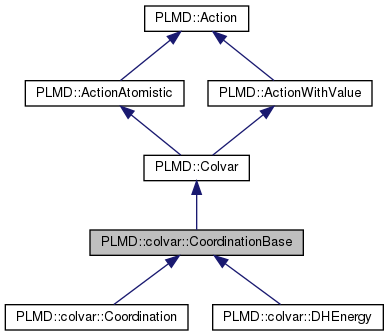 PLMD::Action
PLMD::ActionAtomistic
PLMD::ActionWithValue
PLMD::Colvar
PLMD::colvar::CoordinationBase
PLMD::colvar::Coordination
PLMD::colvar::DHEnergy